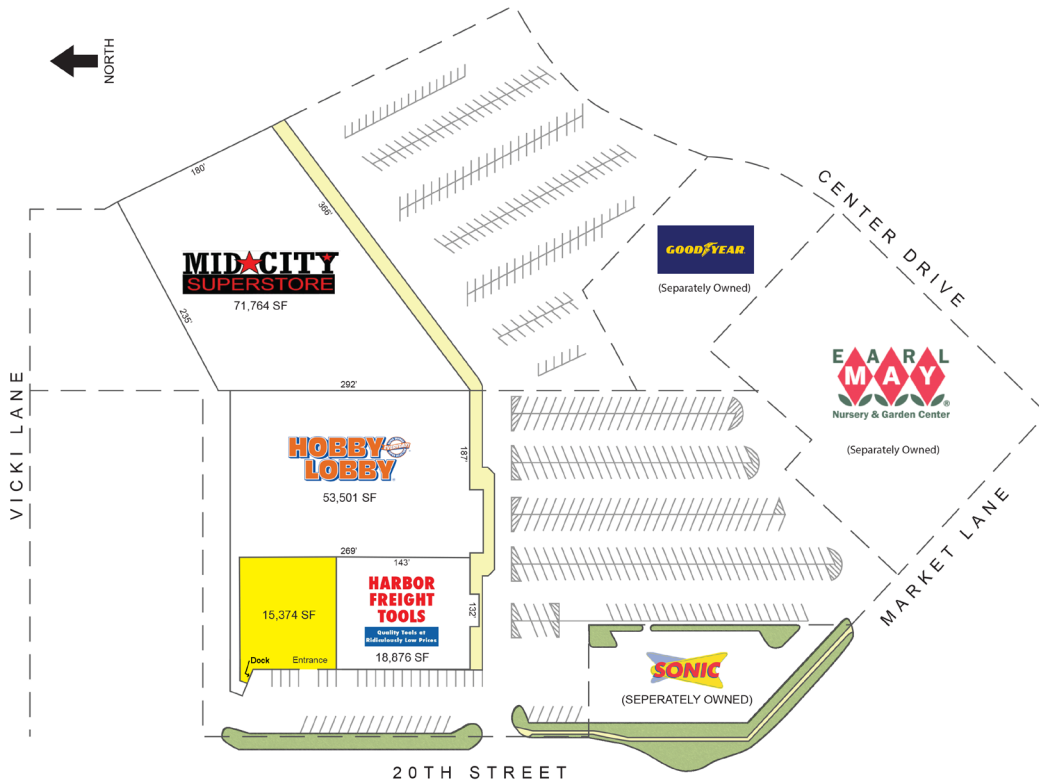 NORTH
180'
366'
MID CITY
SUPERSTORE
71,764 SF
235'
GOODYEAR
(Separately Owned)
CENTER DRIVE
EARL
MAY
®
Nursery & Garden Center
(Separately Owned)
VICKI LANE
292'
HOBBY
LOBBY
53,501 SF
187'
269'
143'
HARBOR
FREIGHT
TOOLS
Quality Tools at
Ridiculously Low Prices
18,876 SF
132'
15,374 SF
Dock
Entrance
MARKET LANE
SONIC
(SEPERATELY OWNED)
20TH STREET